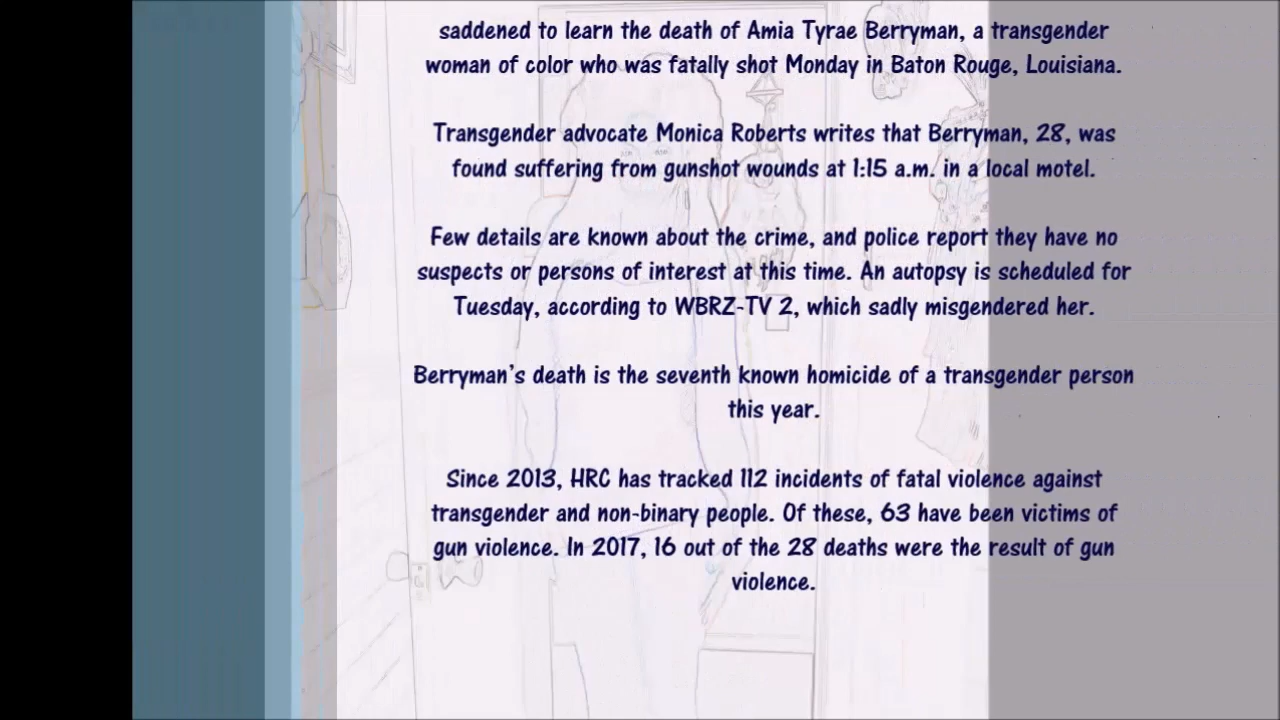 saddened to learn the death of Amia Tyrae Berryman, a transgender
woman of color who was fatally shot Monday in Baton Rouge, Louisiana.
Transgender advocate Monica Roberts writes that Berryman, 28, was
found suffering from gunshot wounds at 1:15 a.m. in a local motel.
Few details are known about the crime, and police report they have no
suspects or persons of interest at this time. An autopsy is scheduled for
Tuesday, according to WBRZ-TV 2, which sadly misgendered her.
Berryman's death is the seventh known homicide of a transgender person
this year.
Since 2013, HRC has tracked 112 incidents of fatal violence against
transgender and non-binary people. Of these, 63 have been victims of
gun violence. In 2017, 16 out of the 28 deaths were the result of gun
violence.